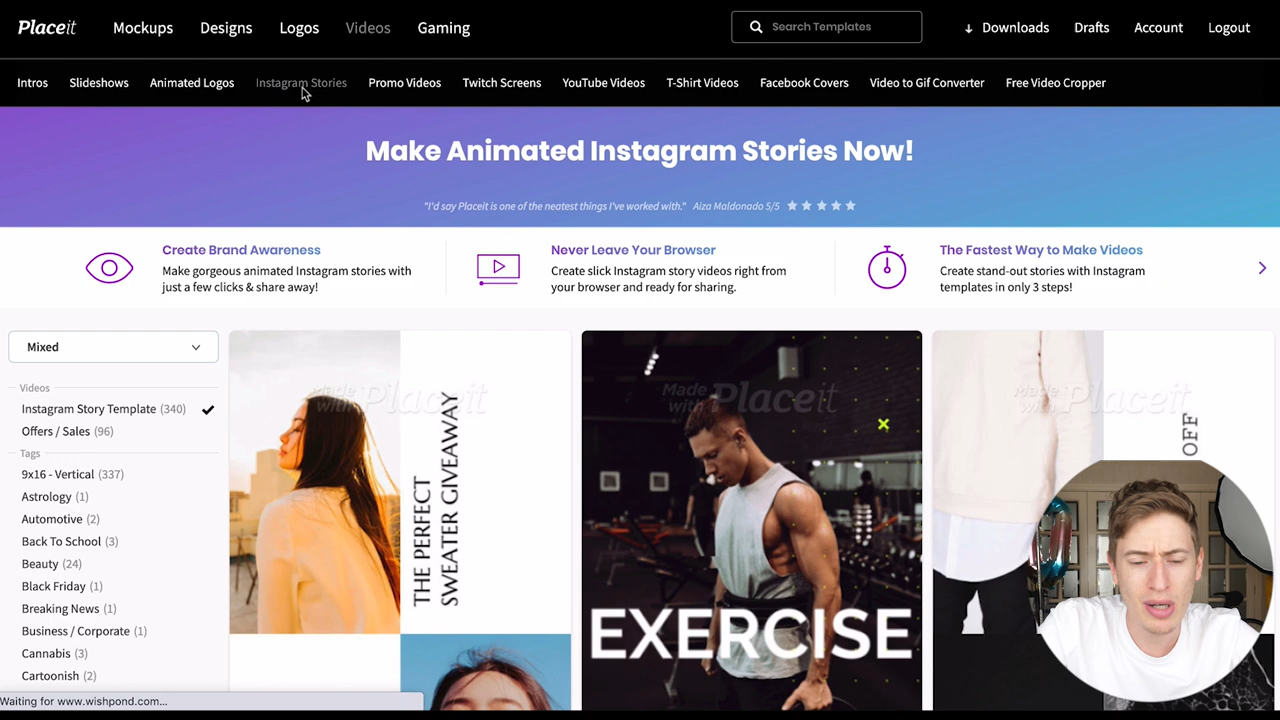 Placeit Mockups Designs Logos Videos Gaming Search Templates Downloads Drafts Account Logout
Intros Slideshows Animated Logos Instagram Stories Promo Videos Twitch Screens YouTube Videos T-Shirt Videos Facebook Covers Video to Gif Converter Free Video Cropper
Make Animated Instagram Stories Now!
"I'd say Placeit is one of the neatest things I've worked with." Aiza Maldonado 5/5
Create Brand Awareness
Make gorgeous animated Instagram stories with
just a few clicks & share away!
Never Leave Your Browser
Create slick Instagram story videos right from
your browser and ready for sharing.
The Fastest Way to Make Videos
Create stand-out stories with Instagram
templates in only 3 steps!
Mixed
Videos
Instagram Story Template (340)
Offers / Sales (96)
Tags
9x16 - Vertical (337)
Astrology (1)
Automotive (2)
Back To School (3)
Beauty (24)
Black Friday (1)
Breaking News (1)
Business / Corporate (1)
Cannabis (3)
Cartoonish (2)
Made with Placeit
THE PERFECT
SWEATER GIVEAWAY
Made with Placeit
EXERCISE
Made with Placeit
OFF
Waiting for www.wishpond.com...